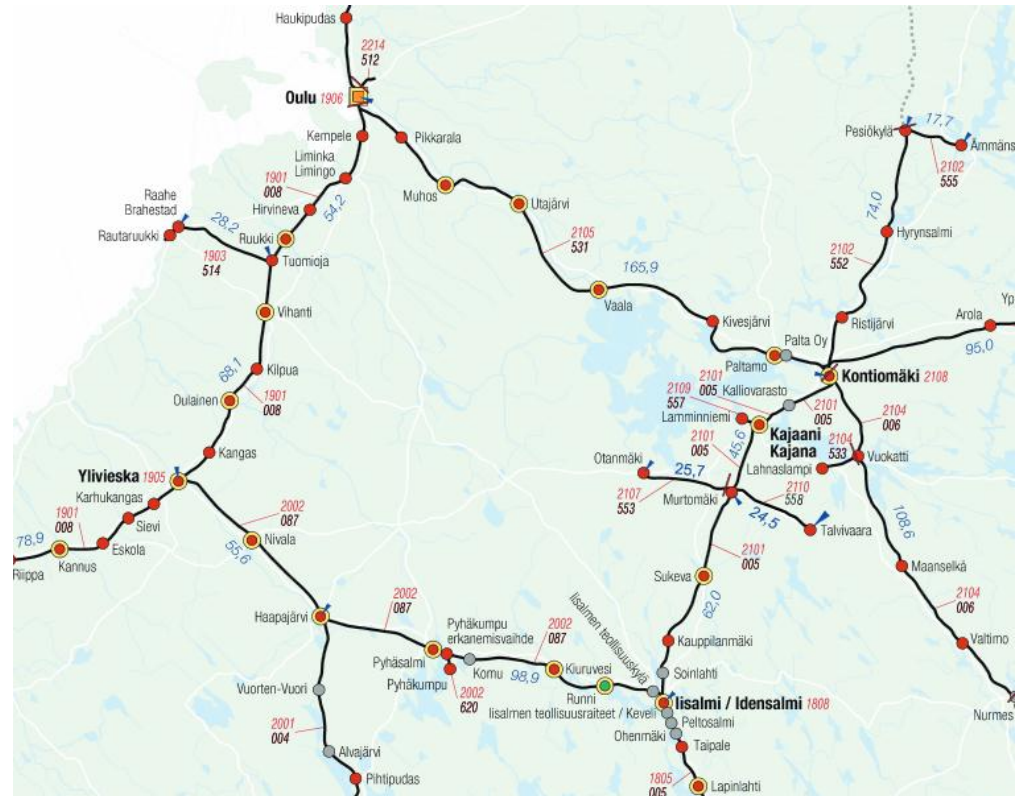 Haukipudas
2214
512
Oulu 1906
Kempele
Pikkarala
Liminka
Limingo
1901
008
Hirvineva
54,2
Muhos
Utajärvi
Raahe
Brahestad
28,2
Rautaruukki
Ruukki
1903
514
Tuomioja
2105
531
165,9
Vihanti
Vaala
Kivesjärvi
Palta Oy
Paltamo
Pesiökylä
17,7
Ämmäns
2102
555
74,0
Hyrynsalmi
2102
552
Ristijärvi
Arola
Yp
95,0
Kontiomäki 2108
68,1
Kilpua
Oulainen
1901
008
Kangas
Ylivieska 1905
Karhukangas
Sievi
1901
008
78,9
Riippa
Kannus
Eskola
2002
087
55,6
Nivala
2101
005
Kalliovarasto
2109
557
Lamminniemi
2101
005
Kajaani
Kajana
2104
006
2104
533
Vuokatti
Lahnaslampi
2101
005
45,6
Otanmäki
25,7
2107
553
Murtomäki
2110
558
24,5
Talvivaara
108,6
Maanselkä
2104
006
Valtimo
Nurmes
2101
005
Sukeva
62,0
Kauppilanmäki
Haapajärvi
2002
087
Pyhäsalmi
Pyhäkumpu
erkanemisvaihde
2002
087
Komu
Pyhäkumpu
2002
620
98,9
Kiuruvesi
Runni
Iisalmen teollisuuskylä
Soinlahti
Iisalmi / Idensalmi 1808
Iisalmen teollisuusraiteet / Keveli
Peltosalmi
Ohenmäki
Taipale
1805
005
Lapinlahti
Vuorten-Vuori
2001
004
Alvajärvi
Pihtipudas